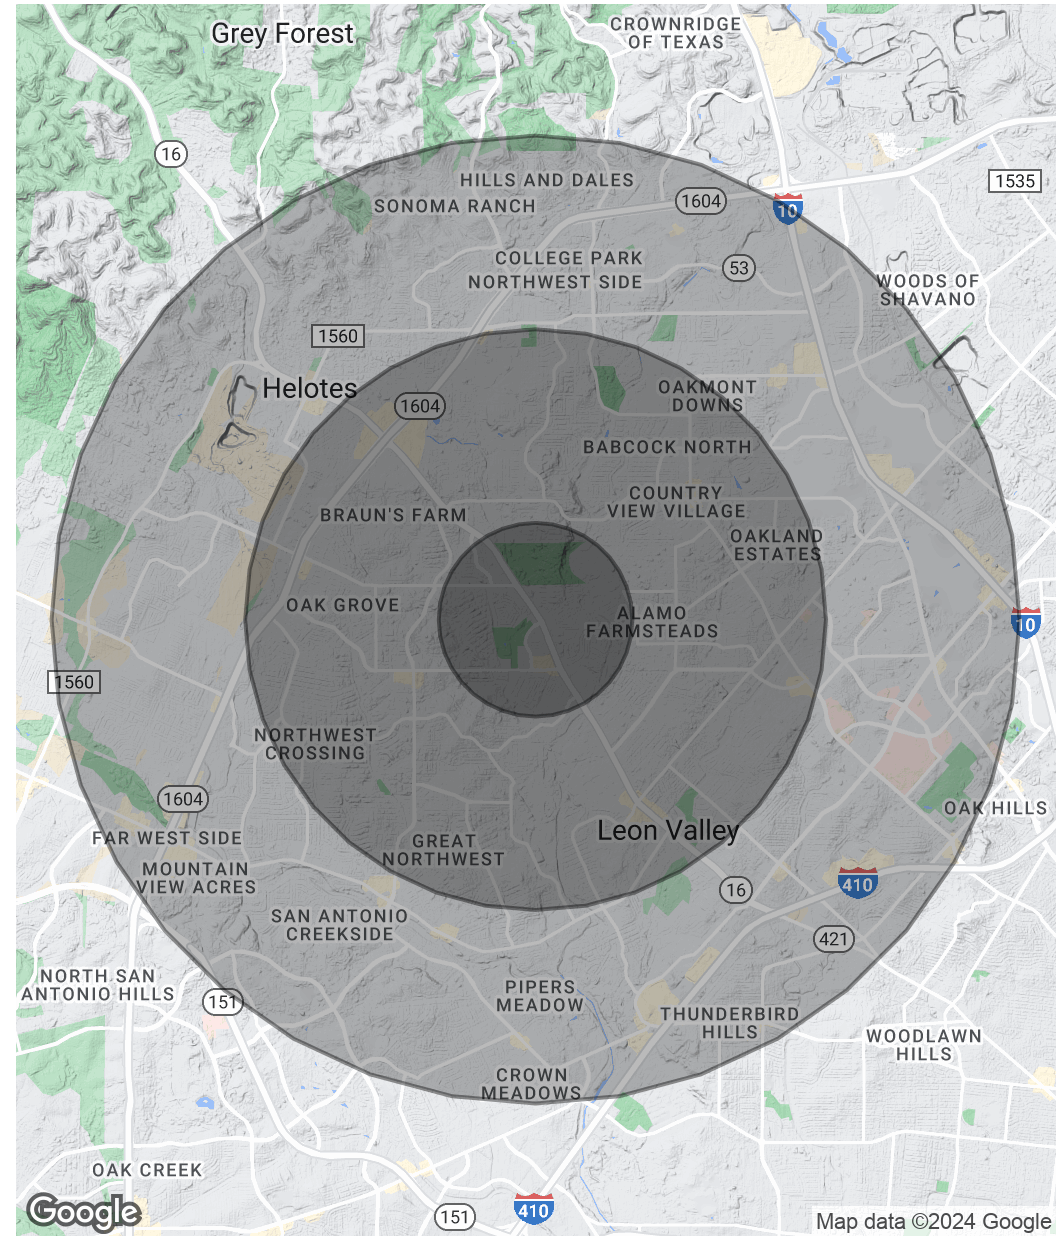 CROWNRIDGE
OF TEXAS
Grey Forest
16
1535
HILLS AND DALES
1604
SONOMA RANCH
10
COLLEGE PARK
53
NORTHWEST SIDE
WOODS OF
SHAVANO
1560
Helotes
OAKMONT
DOWNS
1604
BABCOCK NORTH
COUNTRY
VIEW VILLAGE
BRAUN'S FARM
OAKLAND
ESTATES
OAK GROVE
ALAMO
FARMSTEADS
10
1560
NORTHWEST
CROSSING
1604
OAK HILLS
Leon Valley
FAR WEST SIDE
GREAT
NORTHWEST
MOUNTAIN
VIEW ACRES
410
16
SAN ANTONIO
CREEKSIDE
421
NORTH SAN
ANTONIO HILLS
PIPERS
MEADOW
151
THUNDERBIRD
HILLS
WOODLAWN
HILLS
CROWN
MEADOWS
OAK CREEK
410
151
Google
Map data ©2024 Google